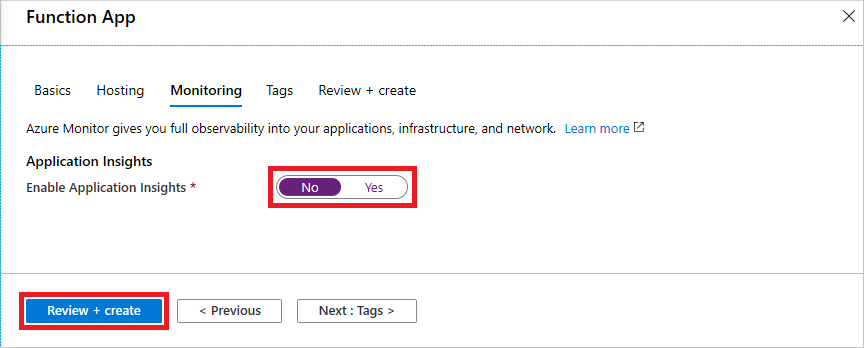 Function App
Basics Hosting Monitoring Tags Review + create
Azure Monitor gives you full observability into your applications, infrastructure, and network. Learn more
Application Insights
Enable Application Insights * No Yes
Review + create < Previous Next : Tags >